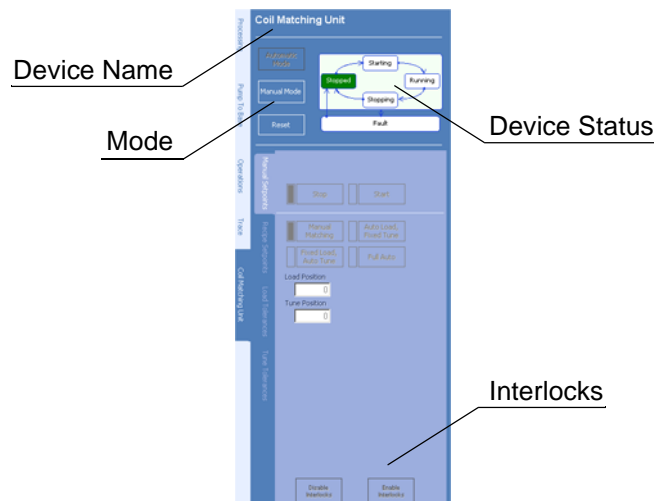 Coil Matching Unit
Device Name
Automatic
Mode
Manual Mode
Reset
Mode
Starting
Stopped
Running
Stopping
Fault
Device Status
Pump To Base
Operations
Trace
Coil Matching Unit
Manual Setpoints
Recipe Setpoints
Load Tolerances
Tune Tolerances
Stop
Start
Manual
Matching
Auto Load,
Fixed Tune
Fixed Load,
Auto Tune
Full Auto
Load Position
0
Tune Position
0
Interlocks
Disable
Interlocks
Enable
Interlocks